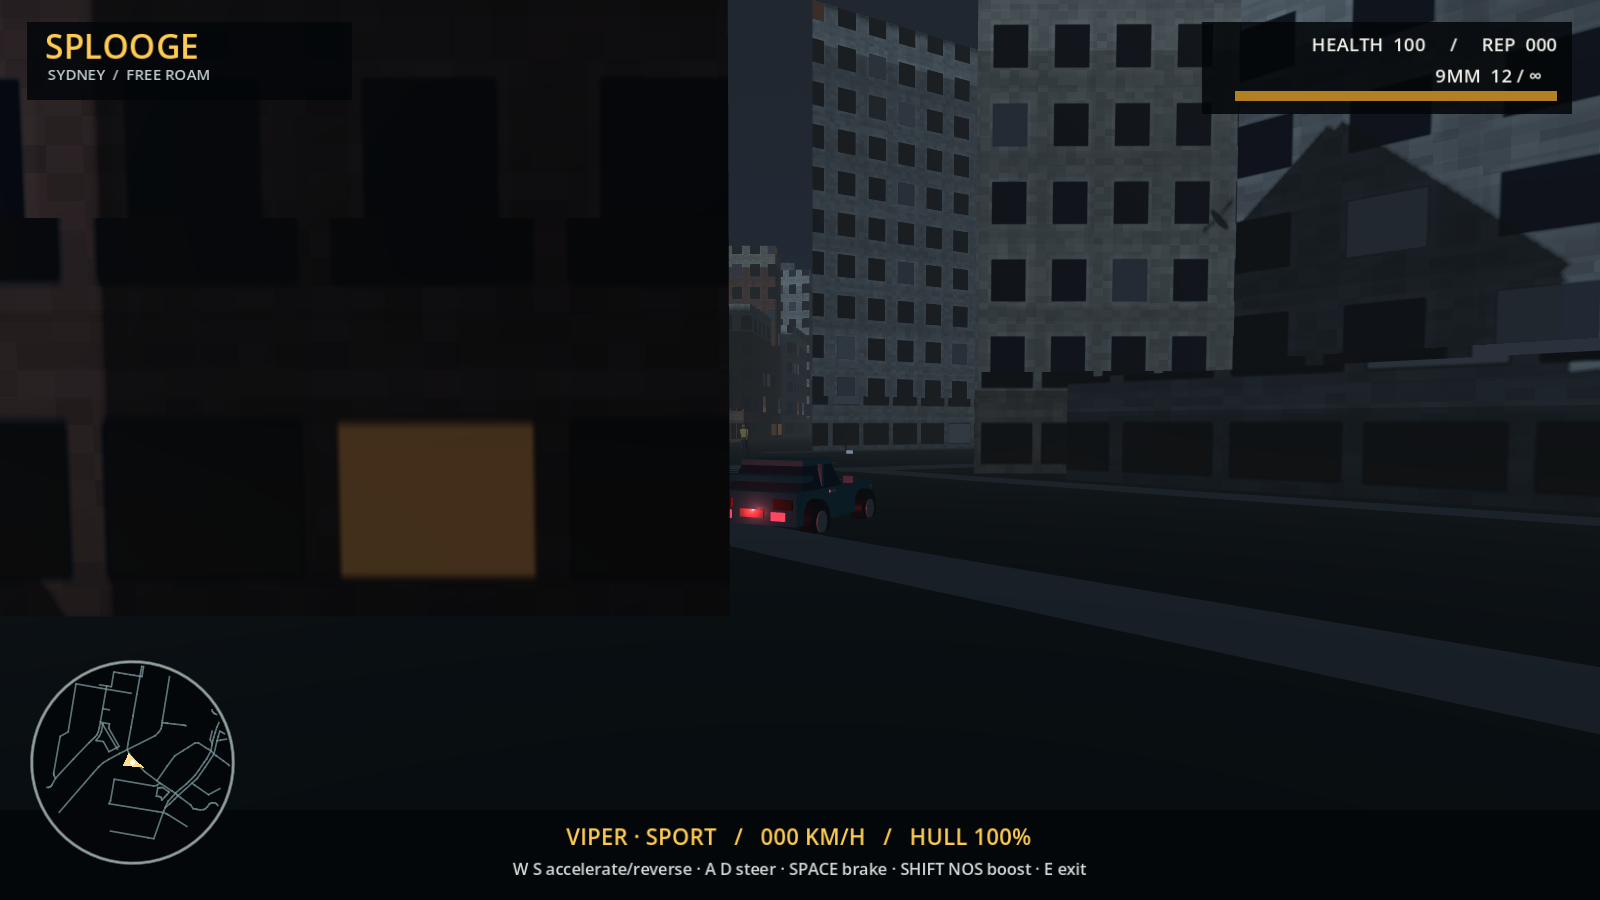 SPLOOGE
SYDNEY / FREE ROAM
HEALTH 100 / REP 000
9MM 12 / ∞
VIPER · SPORT / 000 KM/H / HULL 100%
W S accelerate/reverse · A D steer · SPACE brake · SHIFT NOS boost · E exit